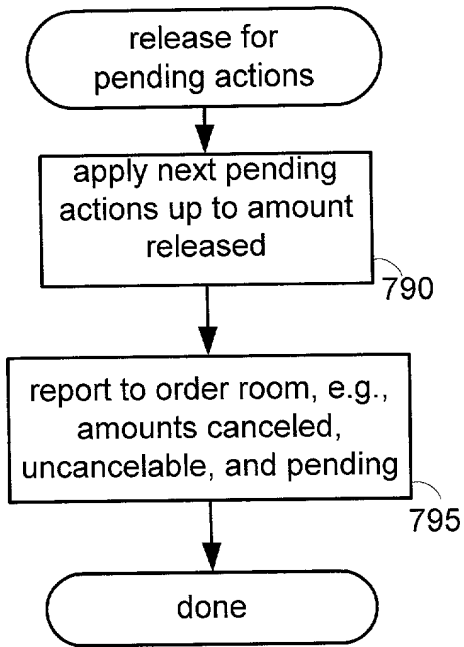 release for
pending actions
apply next pending
actions up to amount
released
790
report to order room, e.g.,
amounts canceled,
uncancelable, and pending
795
done